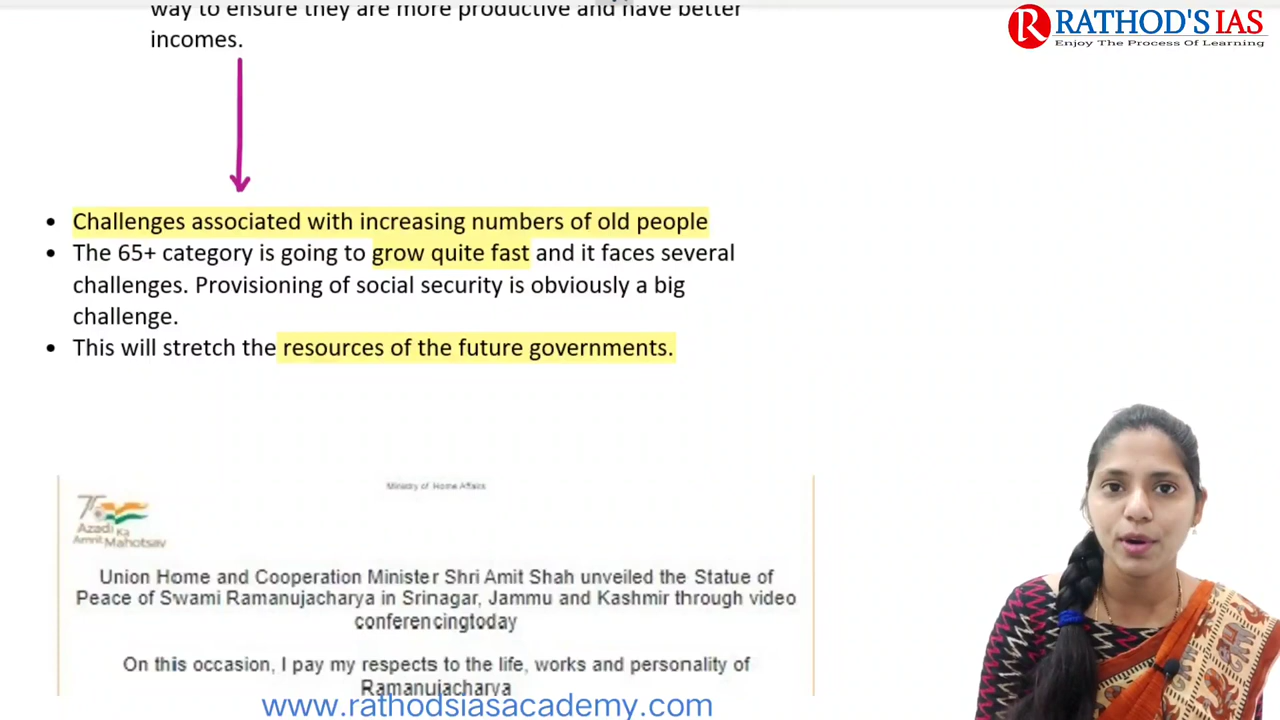 way to ensure they are more productive and have better
incomes.
RATHOD'S IAS
Enjoy The Process Of Learning
• Challenges associated with increasing numbers of old people
• The 65+ category is going to grow quite fast and it faces several
challenges. Provisioning of social security is obviously a big
challenge.
• This will stretch the resources of the future governments.
Ministry of Home Affairs
75
Azadi Ka
Amrit Mahotsav
Union Home and Cooperation Minister Shri Amit Shah unveiled the Statue of
Peace of Swami Ramanujacharya in Srinagar, Jammu and Kashmir through video
conferencingtoday
On this occasion, I pay my respects to the life, works and personality of
Ramanujacharya
www.rathodsiasacademy.com